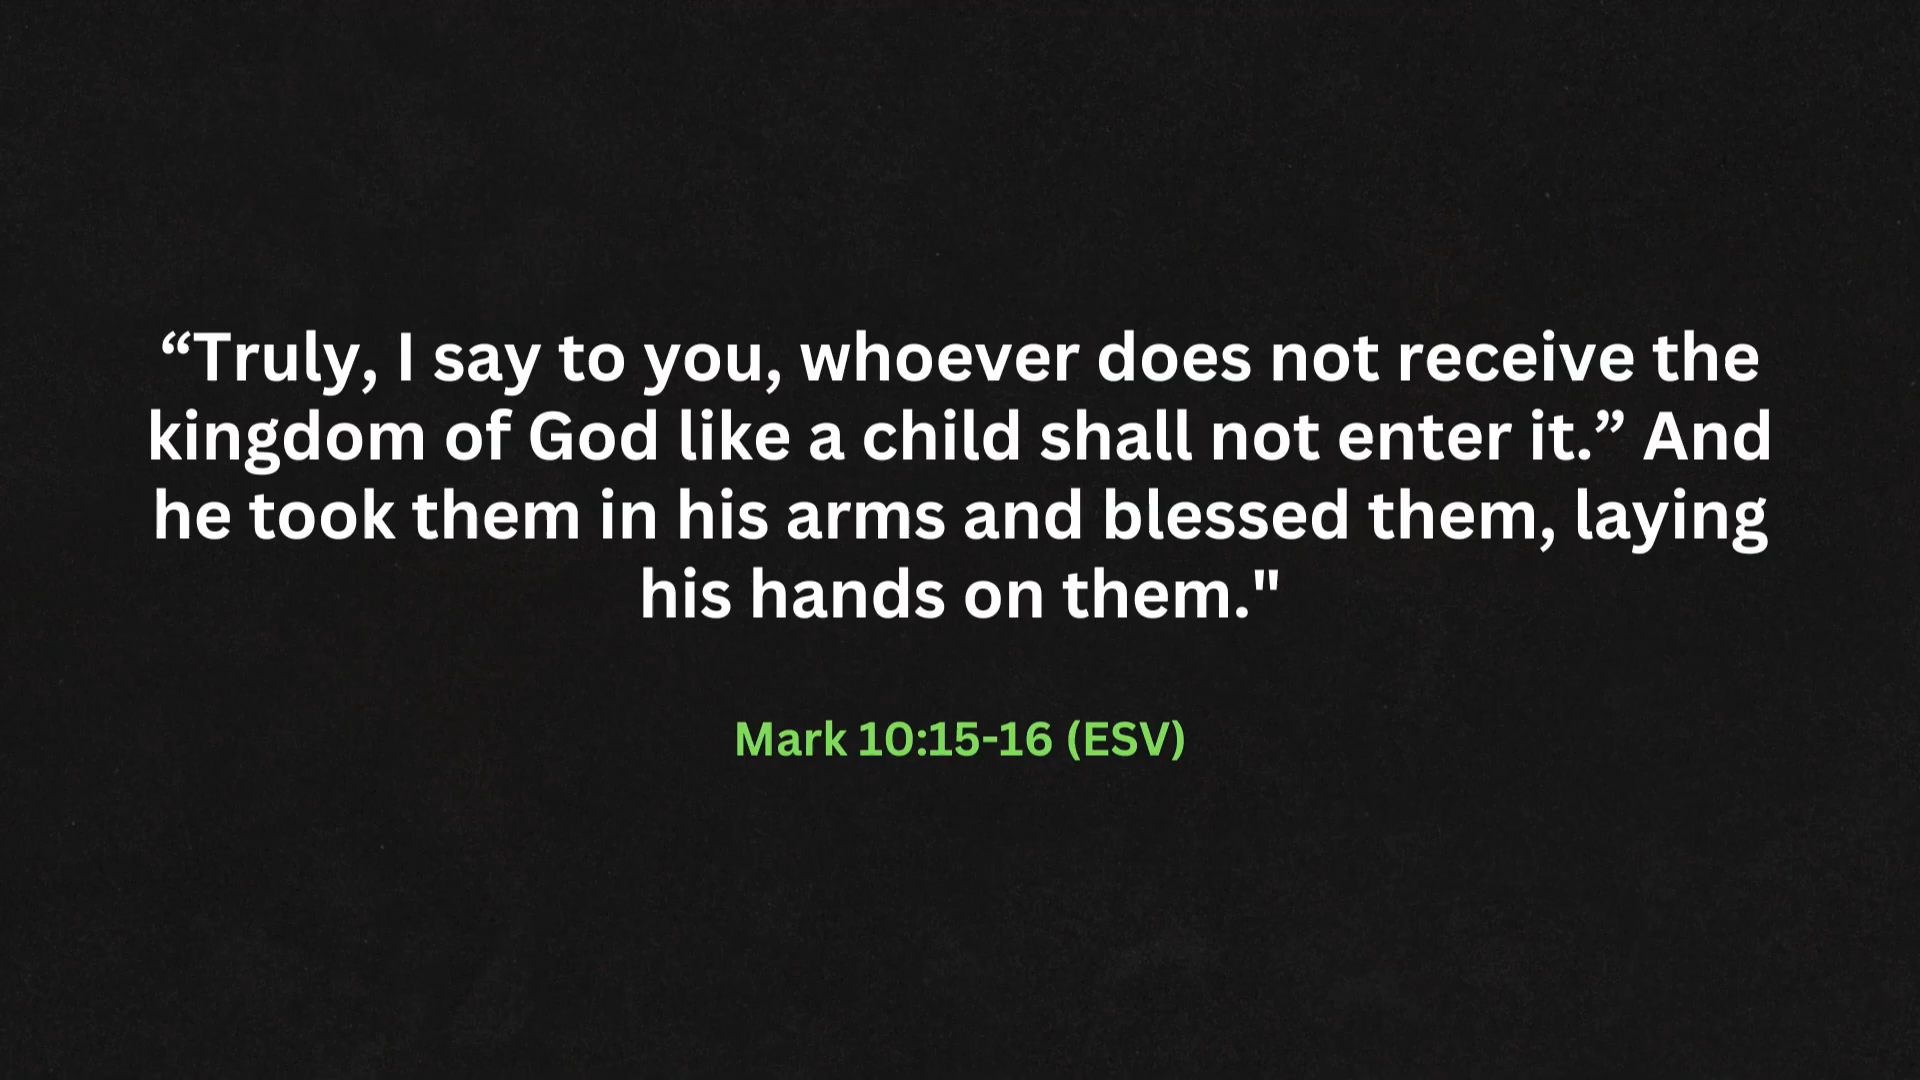 “Truly, I say to you, whoever does not receive the
kingdom of God like a child shall not enter it.” And
he took them in his arms and blessed them, laying
his hands on them."
Mark 10:15-16 (ESV)